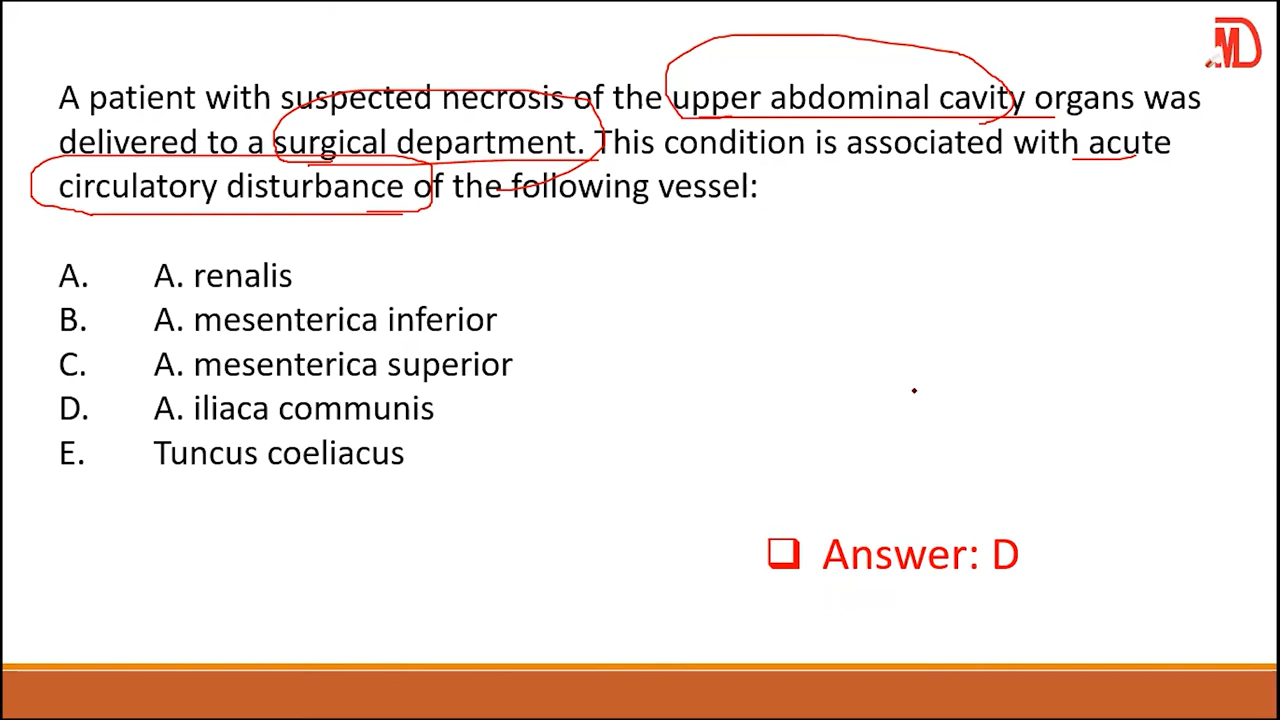 MD
A patient with suspected necrosis of the upper abdominal cavity organs was
delivered to a surgical department. This condition is associated with acute
circulatory disturbance of the following vessel:
A. A. renalis
B. A. mesenterica inferior
C. A. mesenterica superior
D. A. iliaca communis
E. Tuncus coeliacus
❑ Answer: D